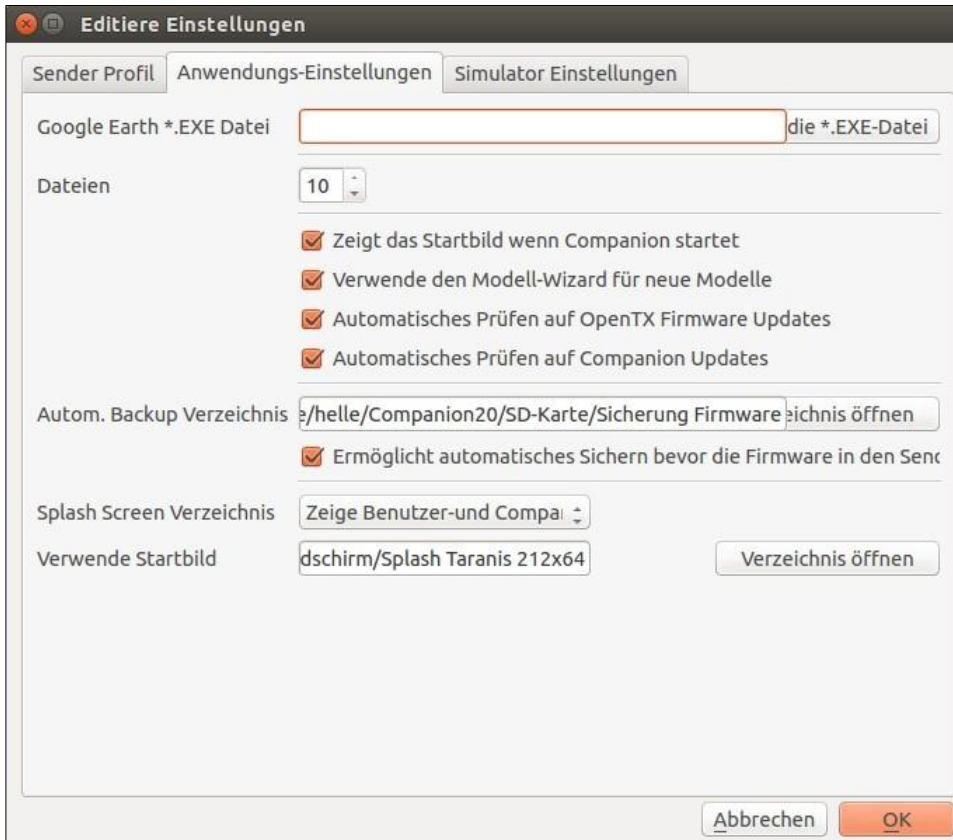 Editiere Einstellungen
Sender Profil Anwendungs-Einstellungen Simulator Einstellungen
Google Earth *.EXE Datei die *.EXE-Datei
Dateien 10
Zeigt das Startbild wenn Companion startet
Verwende den Modell-Wizard für neue Modelle
Automatisches Prüfen auf OpenTX Firmware Updates
Automatisches Prüfen auf Companion Updates
Autom. Backup Verzeichnis /helle/Companion20/SD-Karte/Sicherung Firmware eichnis öffnen
Ermöglicht automatisches Sichern bevor die Firmware in den Send
Splash Screen Verzeichnis Zeige Benutzer-und Compa
Verwende Startbild dschirm/Splash Taranis 212x64 Verzeichnis öffnen
Abbrechen OK